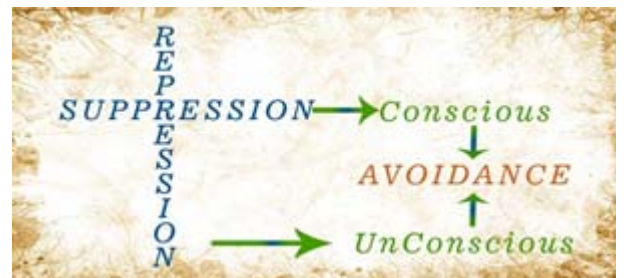 REPRESSION
SUPPRESSION
Conscious
AVOIDANCE
UnConscious